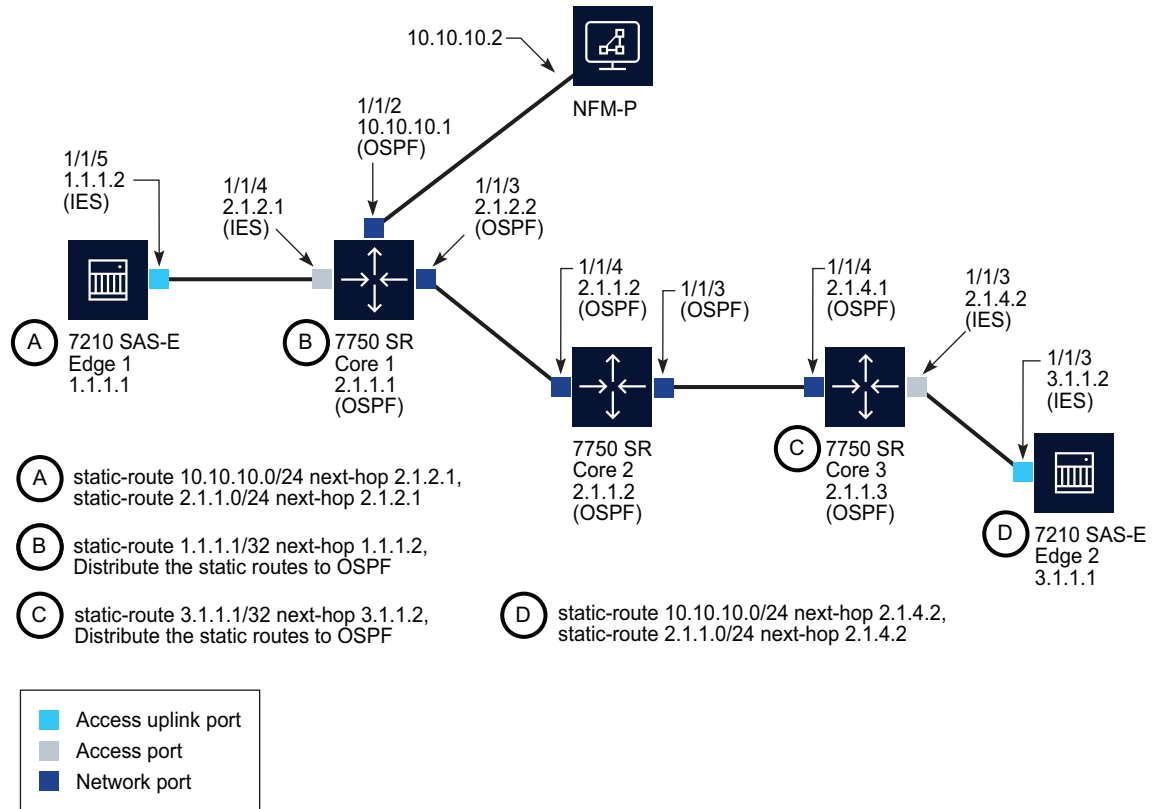 10.10.10.2
NFM-P
1/1/2
10.10.10.1
(OSPF)
1/1/5
1.1.1.2
(IES)
1/1/4
2.1.2.1
(IES)
1/1/3
2.1.2.2
(OSPF)
A
7210 SAS-E
Edge 1
1.1.1.1
B
7750 SR
Core 1
2.1.1.1
(OSPF)
1/1/4
2.1.1.2
(OSPF)
1/1/3
(OSPF)
1/1/4
2.1.4.1
(OSPF)
1/1/3
2.1.4.2
(IES)
1/1/3
3.1.1.2
(IES)
7750 SR
Core 2
2.1.1.2
(OSPF)
C
7750 SR
Core 3
2.1.1.3
(OSPF)
D
7210 SAS-E
Edge 2
3.1.1.1
A
static-route 10.10.10.0/24 next-hop 2.1.2.1,
static-route 2.1.1.0/24 next-hop 2.1.2.1
B
static-route 1.1.1.1/32 next-hop 1.1.1.2,
Distribute the static routes to OSPF
C
static-route 3.1.1.1/32 next-hop 3.1.1.2,
Distribute the static routes to OSPF
D
static-route 10.10.10.0/24 next-hop 2.1.4.2,
static-route 2.1.1.0/24 next-hop 2.1.4.2
Access uplink port
Access port
Network port